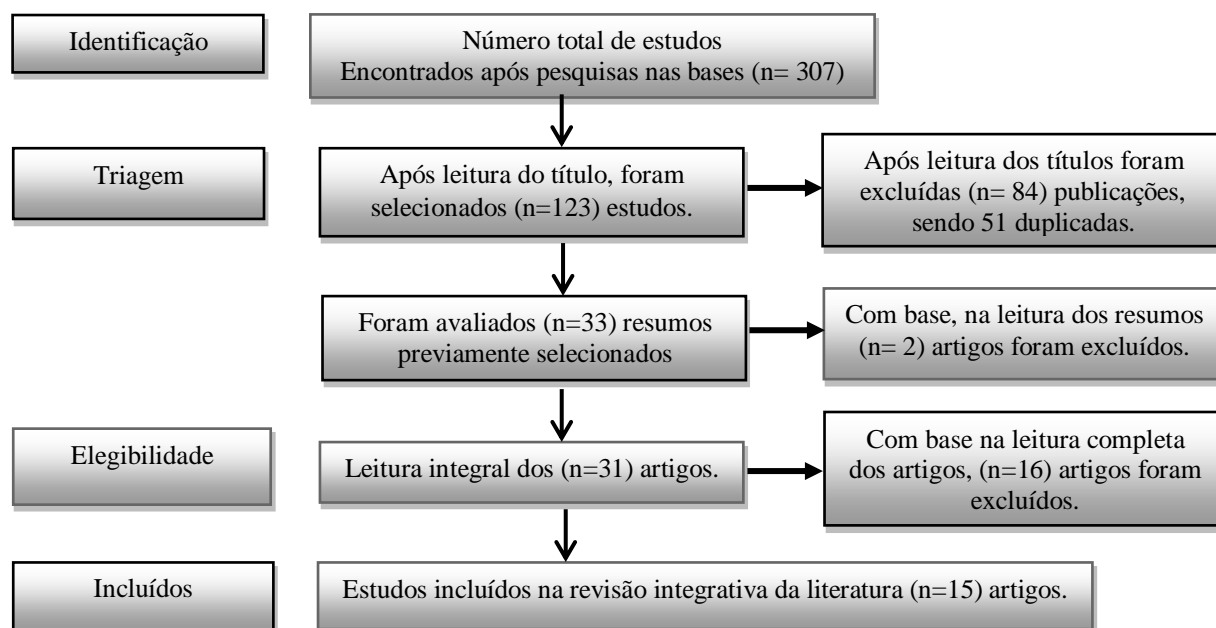 Identificação
Número total de estudos
Encontrados após pesquisas nas bases (n= 307)
Triagem
Após leitura do título, foram
selecionados (n=123) estudos.
Após leitura dos títulos foram
excluídas (n= 84) publicações,
sendo 51 duplicadas.
Foram avaliados (n=33) resumos
previamente selecionados
Com base, na leitura dos resumos
(n= 2) artigos foram excluídos.
Elegibilidade
Leitura integral dos (n=31) artigos.
Com base na leitura completa
dos artigos, (n=16) artigos foram
excluídos.
Incluídos
Estudos incluídos na revisão integrativa da literatura (n=15) artigos.